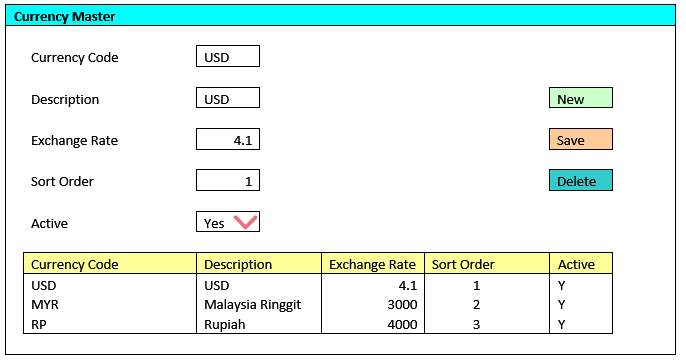 Currency Master
Currency Code USD
Description USD New
Exchange Rate 4.1 Save
Sort Order 1 Delete
Active Yes
Currency Code Description Exchange Rate Sort Order Active
USD USD 4.1 1 Y
MYR Malaysia Ringgit 3000 2 Y
RP Rupiah 4000 3 Y